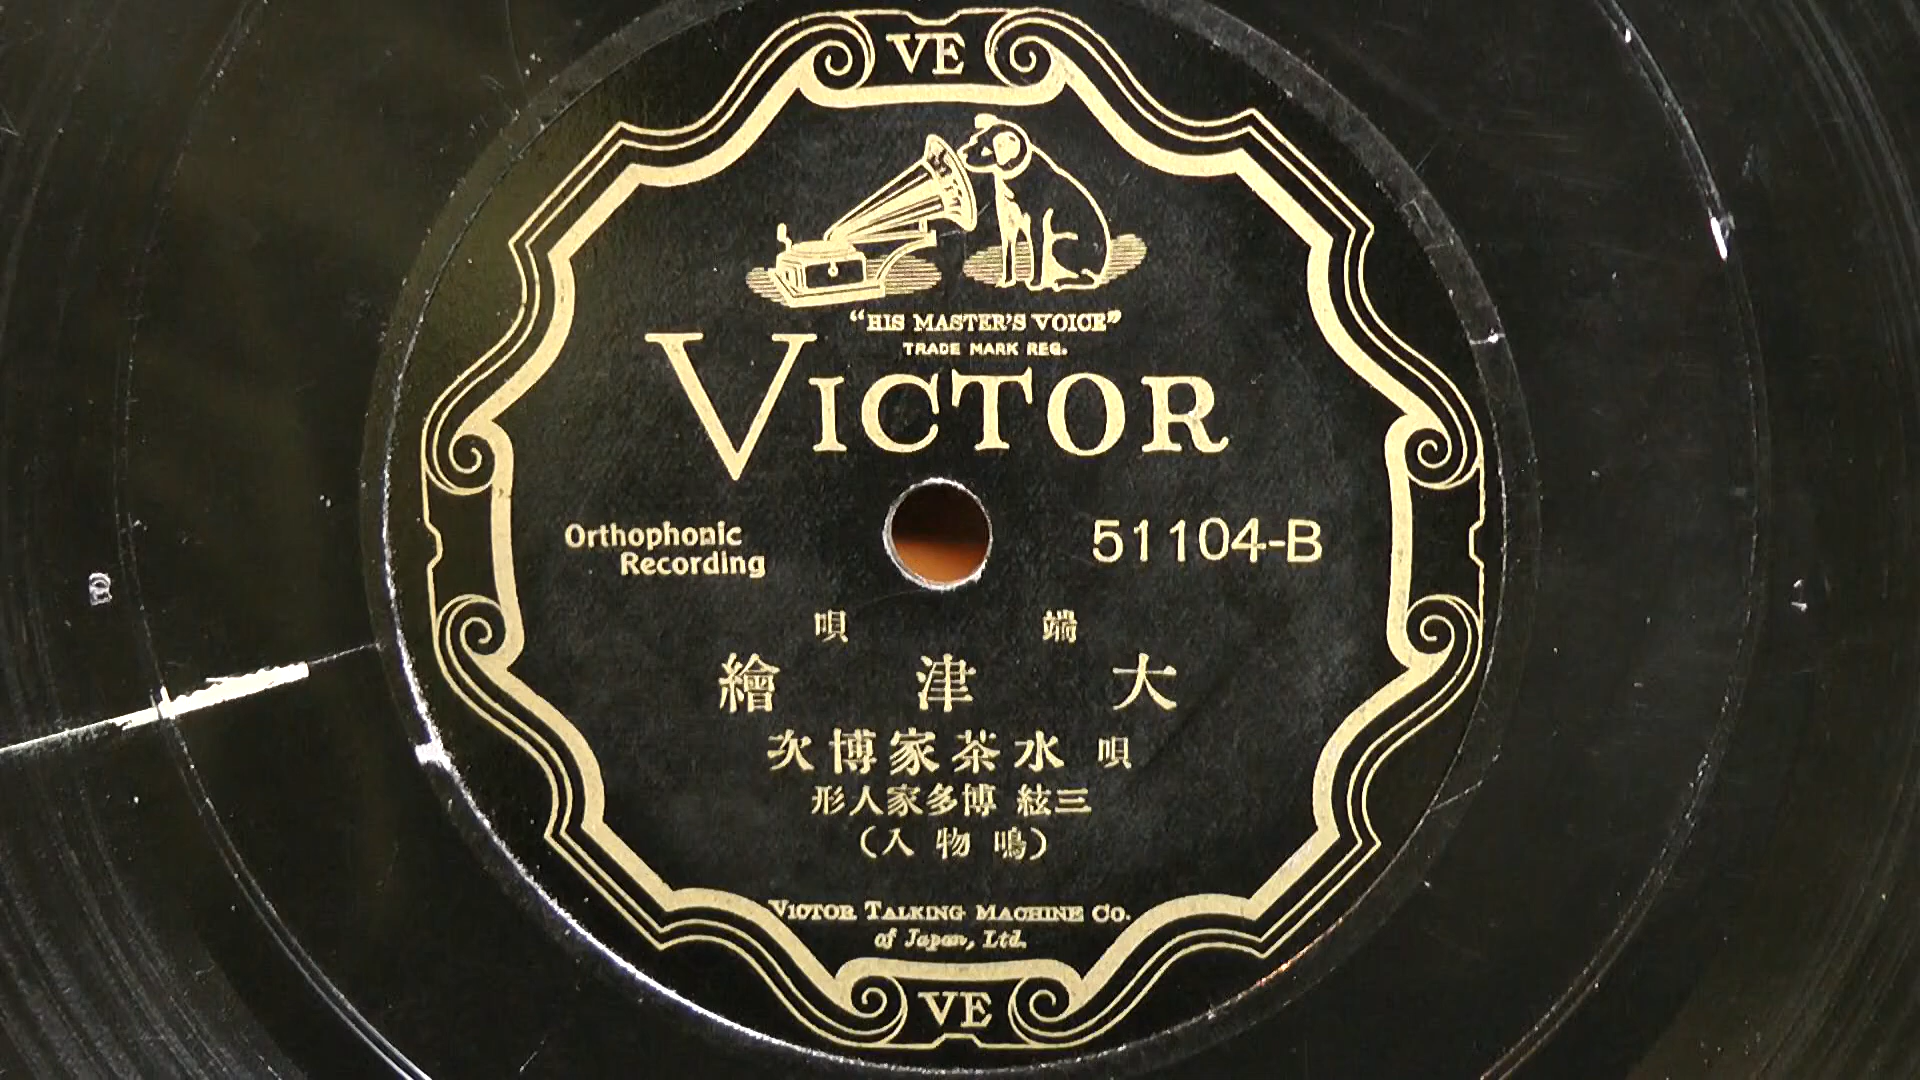 VE
"HIS MASTER'S VOICE"
TRADE MARK REG.
VICTOR
Orthophonic
Recording
51104-B
端唄
大津繪
唄 水茶家博次
三絃 博多家人形
(鳴物入)
VICTOR TALKING MACHINE CO.
of Japan, Ltd.
VE